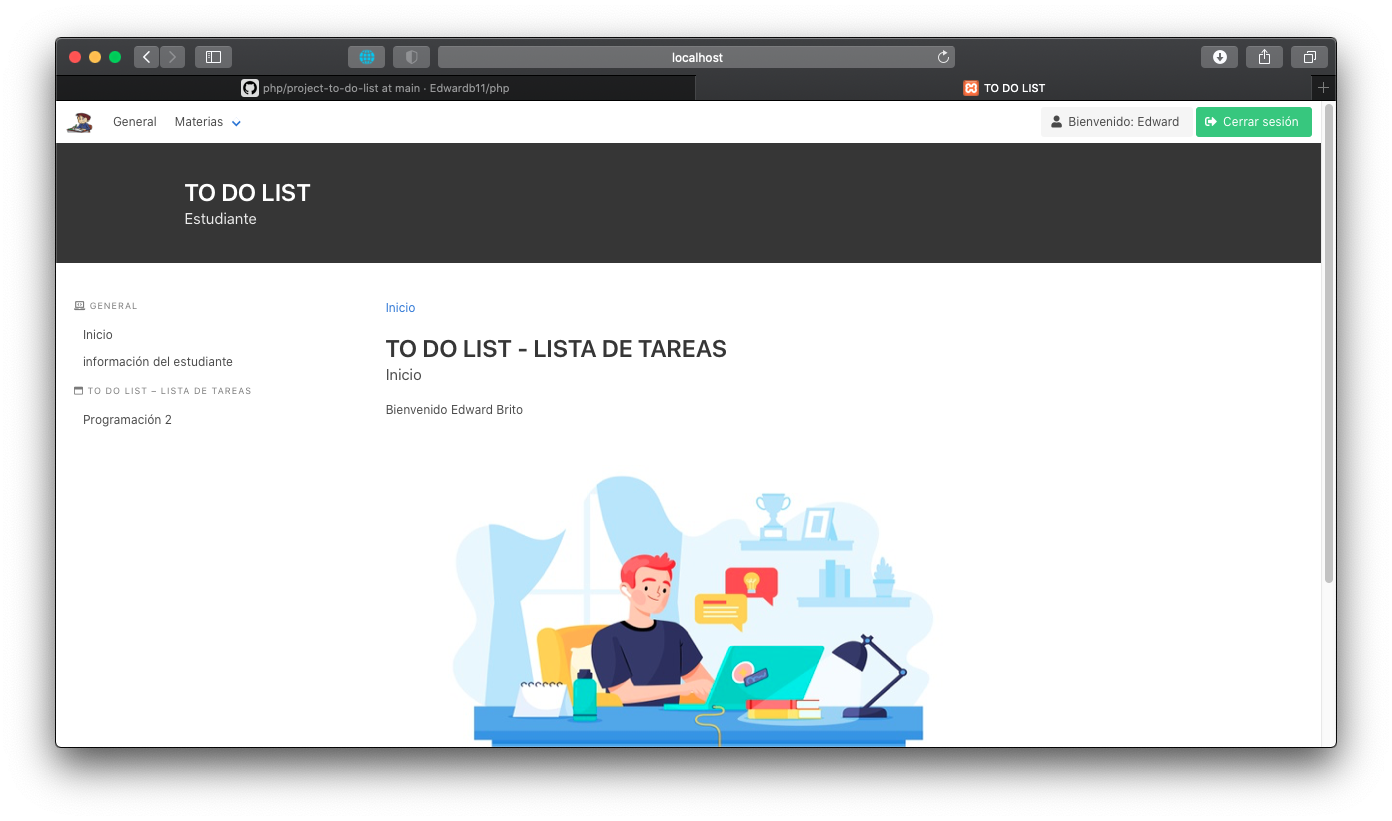 localhost
php/project-to-do-list at main · Edwardb11/php
TO DO LIST
General
Materias
Bienvenido: Edward
Cerrar sesión
TO DO LIST
Estudiante
GENERAL
Inicio
información del estudiante
TO DO LIST – LISTA DE TAREAS
Programación 2
Inicio
TO DO LIST - LISTA DE TAREAS
Inicio
Bienvenido Edward Brito